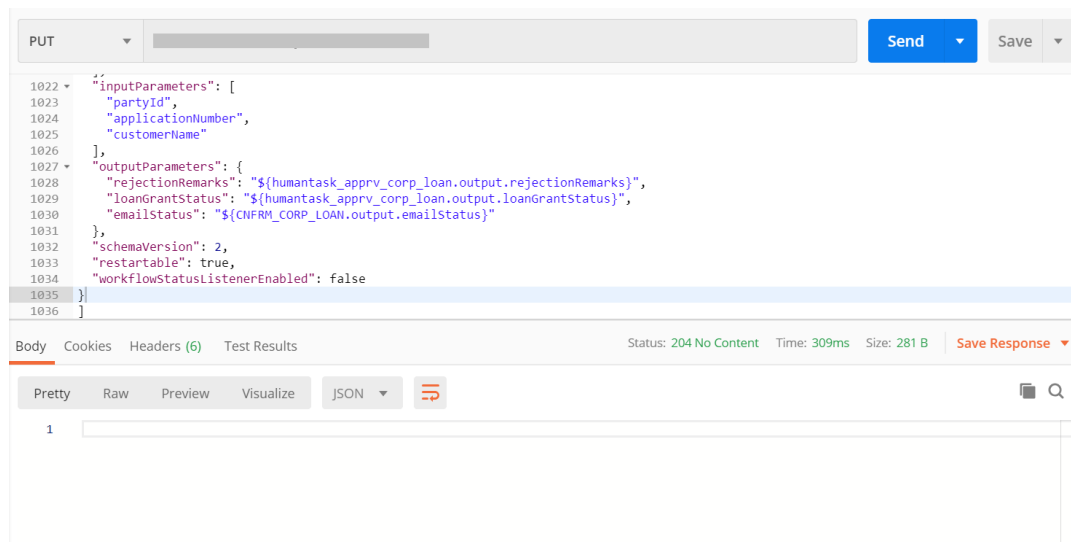 PUT
Send
Save
1022 "inputParameters": [
1023 "partyId",
1024 "applicationNumber",
1025 "customerName"
1026 ],
1027 "outputParameters": {
1028 "rejectionRemarks": "${humantask_apprv_corp_loan.output.rejectionRemarks}",
1029 "loanGrantStatus": "${humantask_apprv_corp_loan.output.loanGrantStatus}",
1030 "emailStatus": "${CNFRM_CORP_LOAN.output.emailStatus}"
1031 },
1032 "schemaVersion": 2,
1033 "restartable": true,
1034 "workflowStatusListenerEnabled": false
1035 }
1036 ]
Body Cookies Headers (6) Test Results Status: 204 No Content Time: 309ms Size: 281 B Save Response
Pretty Raw Preview Visualize JSON
1